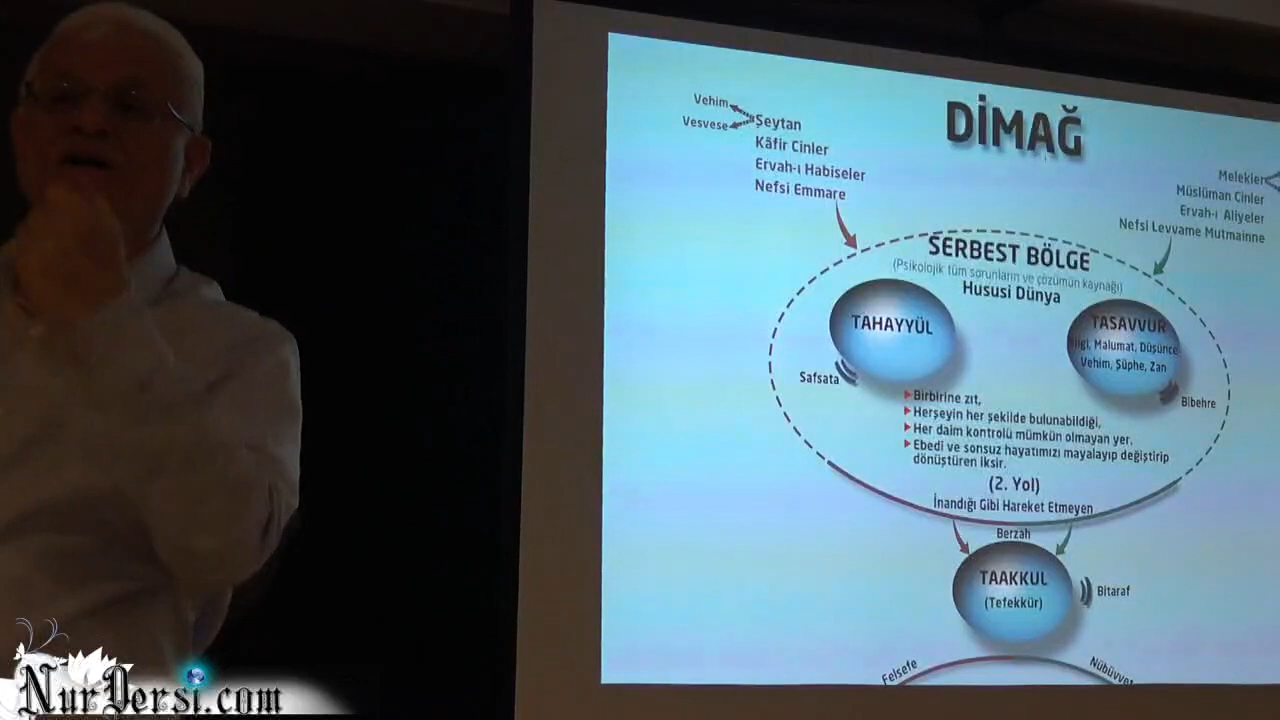 DİMAĞ
Vehim
Vesvese
Şeytan
Kâfir Cinler
Ervah-ı Habiseler
Nefsi Emmare
Melekler
Müslüman Cinler
Ervah-ı Aliyeler
Nefsi Levvame Mutmainne
SERBEST BÖLGE
(Psikolojik tüm sorunların ve çözümün kaynağı)
Hususi Dünya
TAHAYYÜL
TASAVVUR
Malumat, Düşünce
Vehim, Şüphe, Zan
Safsata
Bibehre
Birbirine zıt,
Herşeyin her şekilde bulunabildiği,
Her daim kontrolü mümkün olmayan yer.
Ebedi ve sonsuz hayatımızı mayalayıp değiştirip
dönüştüren iksir.
(2. Yol)
İnandığı Gibi Hareket Etmeyen
Berzah
TAAKKUL
(Tefekkür)
Bitaraf
Felsefe
NurDersi.com